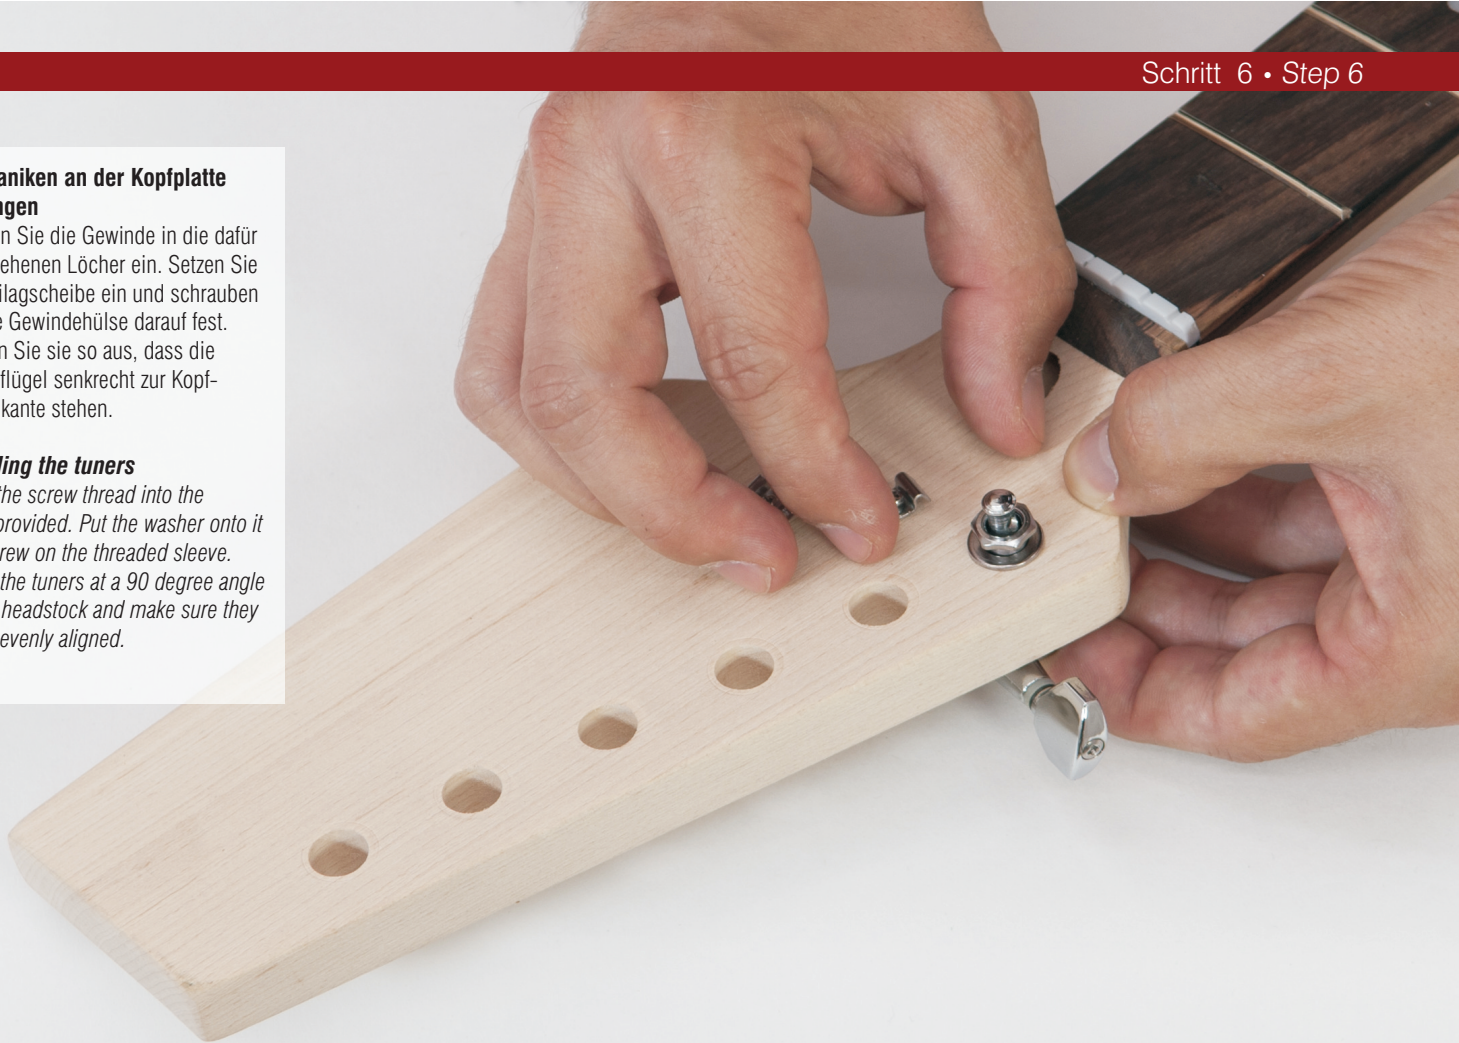 Schritt 6 • Step 6
aniken an der Kopfplatte
ngen
n Sie die Gewinde in die dafür
ehenen Löcher ein. Setzen Sie
ilagscheibe ein und schrauben
e Gewindehülse darauf fest.
n Sie sie so aus, dass die
flügel senkrecht zur Kopf-
kante stehen.
ling the tuners
the screw thread into the
provided. Put the washer onto it
rew on the threaded sleeve.
the tuners at a 90 degree angle
headstock and make sure they
evenly aligned.